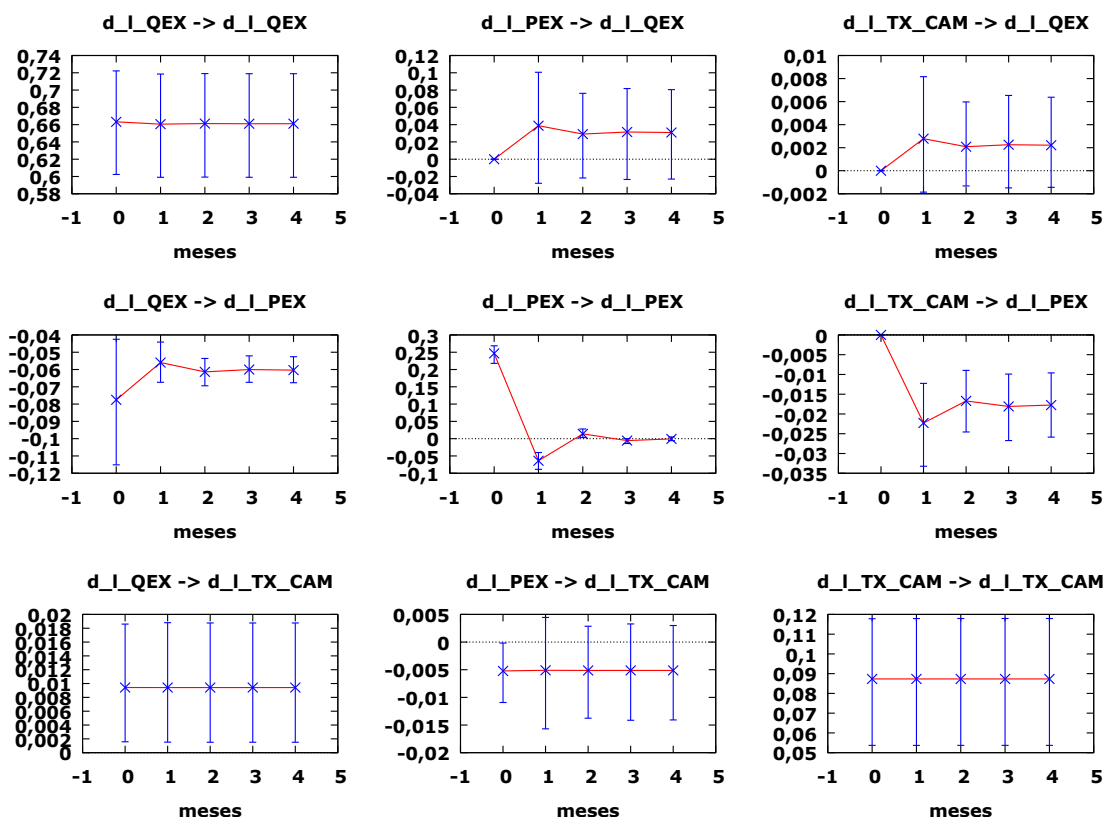 d_l_QEX -> d_l_QEX
0,74
0,72
0,7
0,68
0,66
0,64
0,62
0,6
0,58
-1 0 1 2 3 4 5
meses
d_l_PEX -> d_l_QEX
0,12
0,1
0,08
0,06
0,04
0,02
0
-0,02
-0,04
-1 0 1 2 3 4 5
meses
d_l_TX_CAM -> d_l_QEX
0,01
0,008
0,006
0,004
0,002
0
-0,002
-1 0 1 2 3 4 5
meses
d_l_QEX -> d_l_PEX
-0,04
-0,05
-0,06
-0,07
-0,08
-0,09
-0,1
-0,11
-0,12
-1 0 1 2 3 4 5
meses
d_l_PEX -> d_l_PEX
0,3
0,25
0,2
0,15
0,1
0,05
0
-0,05
-0,1
-1 0 1 2 3 4 5
meses
d_l_TX_CAM -> d_l_PEX
0
-0,005
-0,01
-0,015
-0,02
-0,025
-0,03
-0,035
-1 0 1 2 3 4 5
meses
d_l_QEX -> d_l_TX_CAM
0,02
0,018
0,016
0,014
0,012
0,01
0,008
0,006
0,004
0,002
0
-1 0 1 2 3 4 5
meses
d_l_PEX -> d_l_TX_CAM
0,005
0
-0,005
-0,01
-0,015
-0,02
-1 0 1 2 3 4 5
meses
d_l_TX_CAM -> d_l_TX_CAM
0,12
0,11
0,1
0,09
0,08
0,07
0,06
0,05
-1 0 1 2 3 4 5
meses